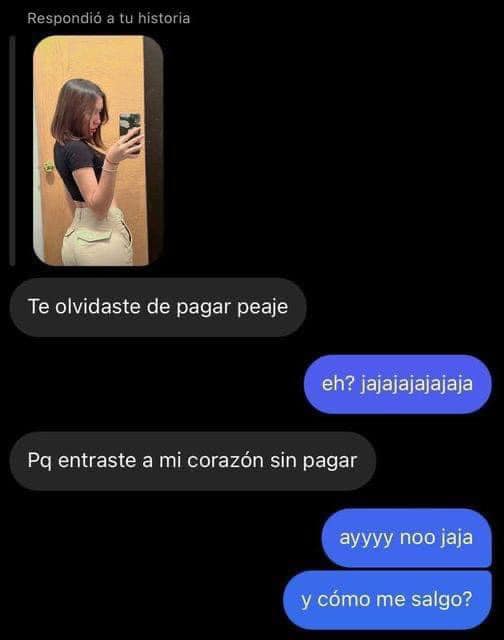 Respondió a tu historia
Te olvidaste de pagar peaje
eh? jajajajajajaja
Pq entraste a mi corazón sin pagar
ayyyy noo jaja
y cómo me salgo?